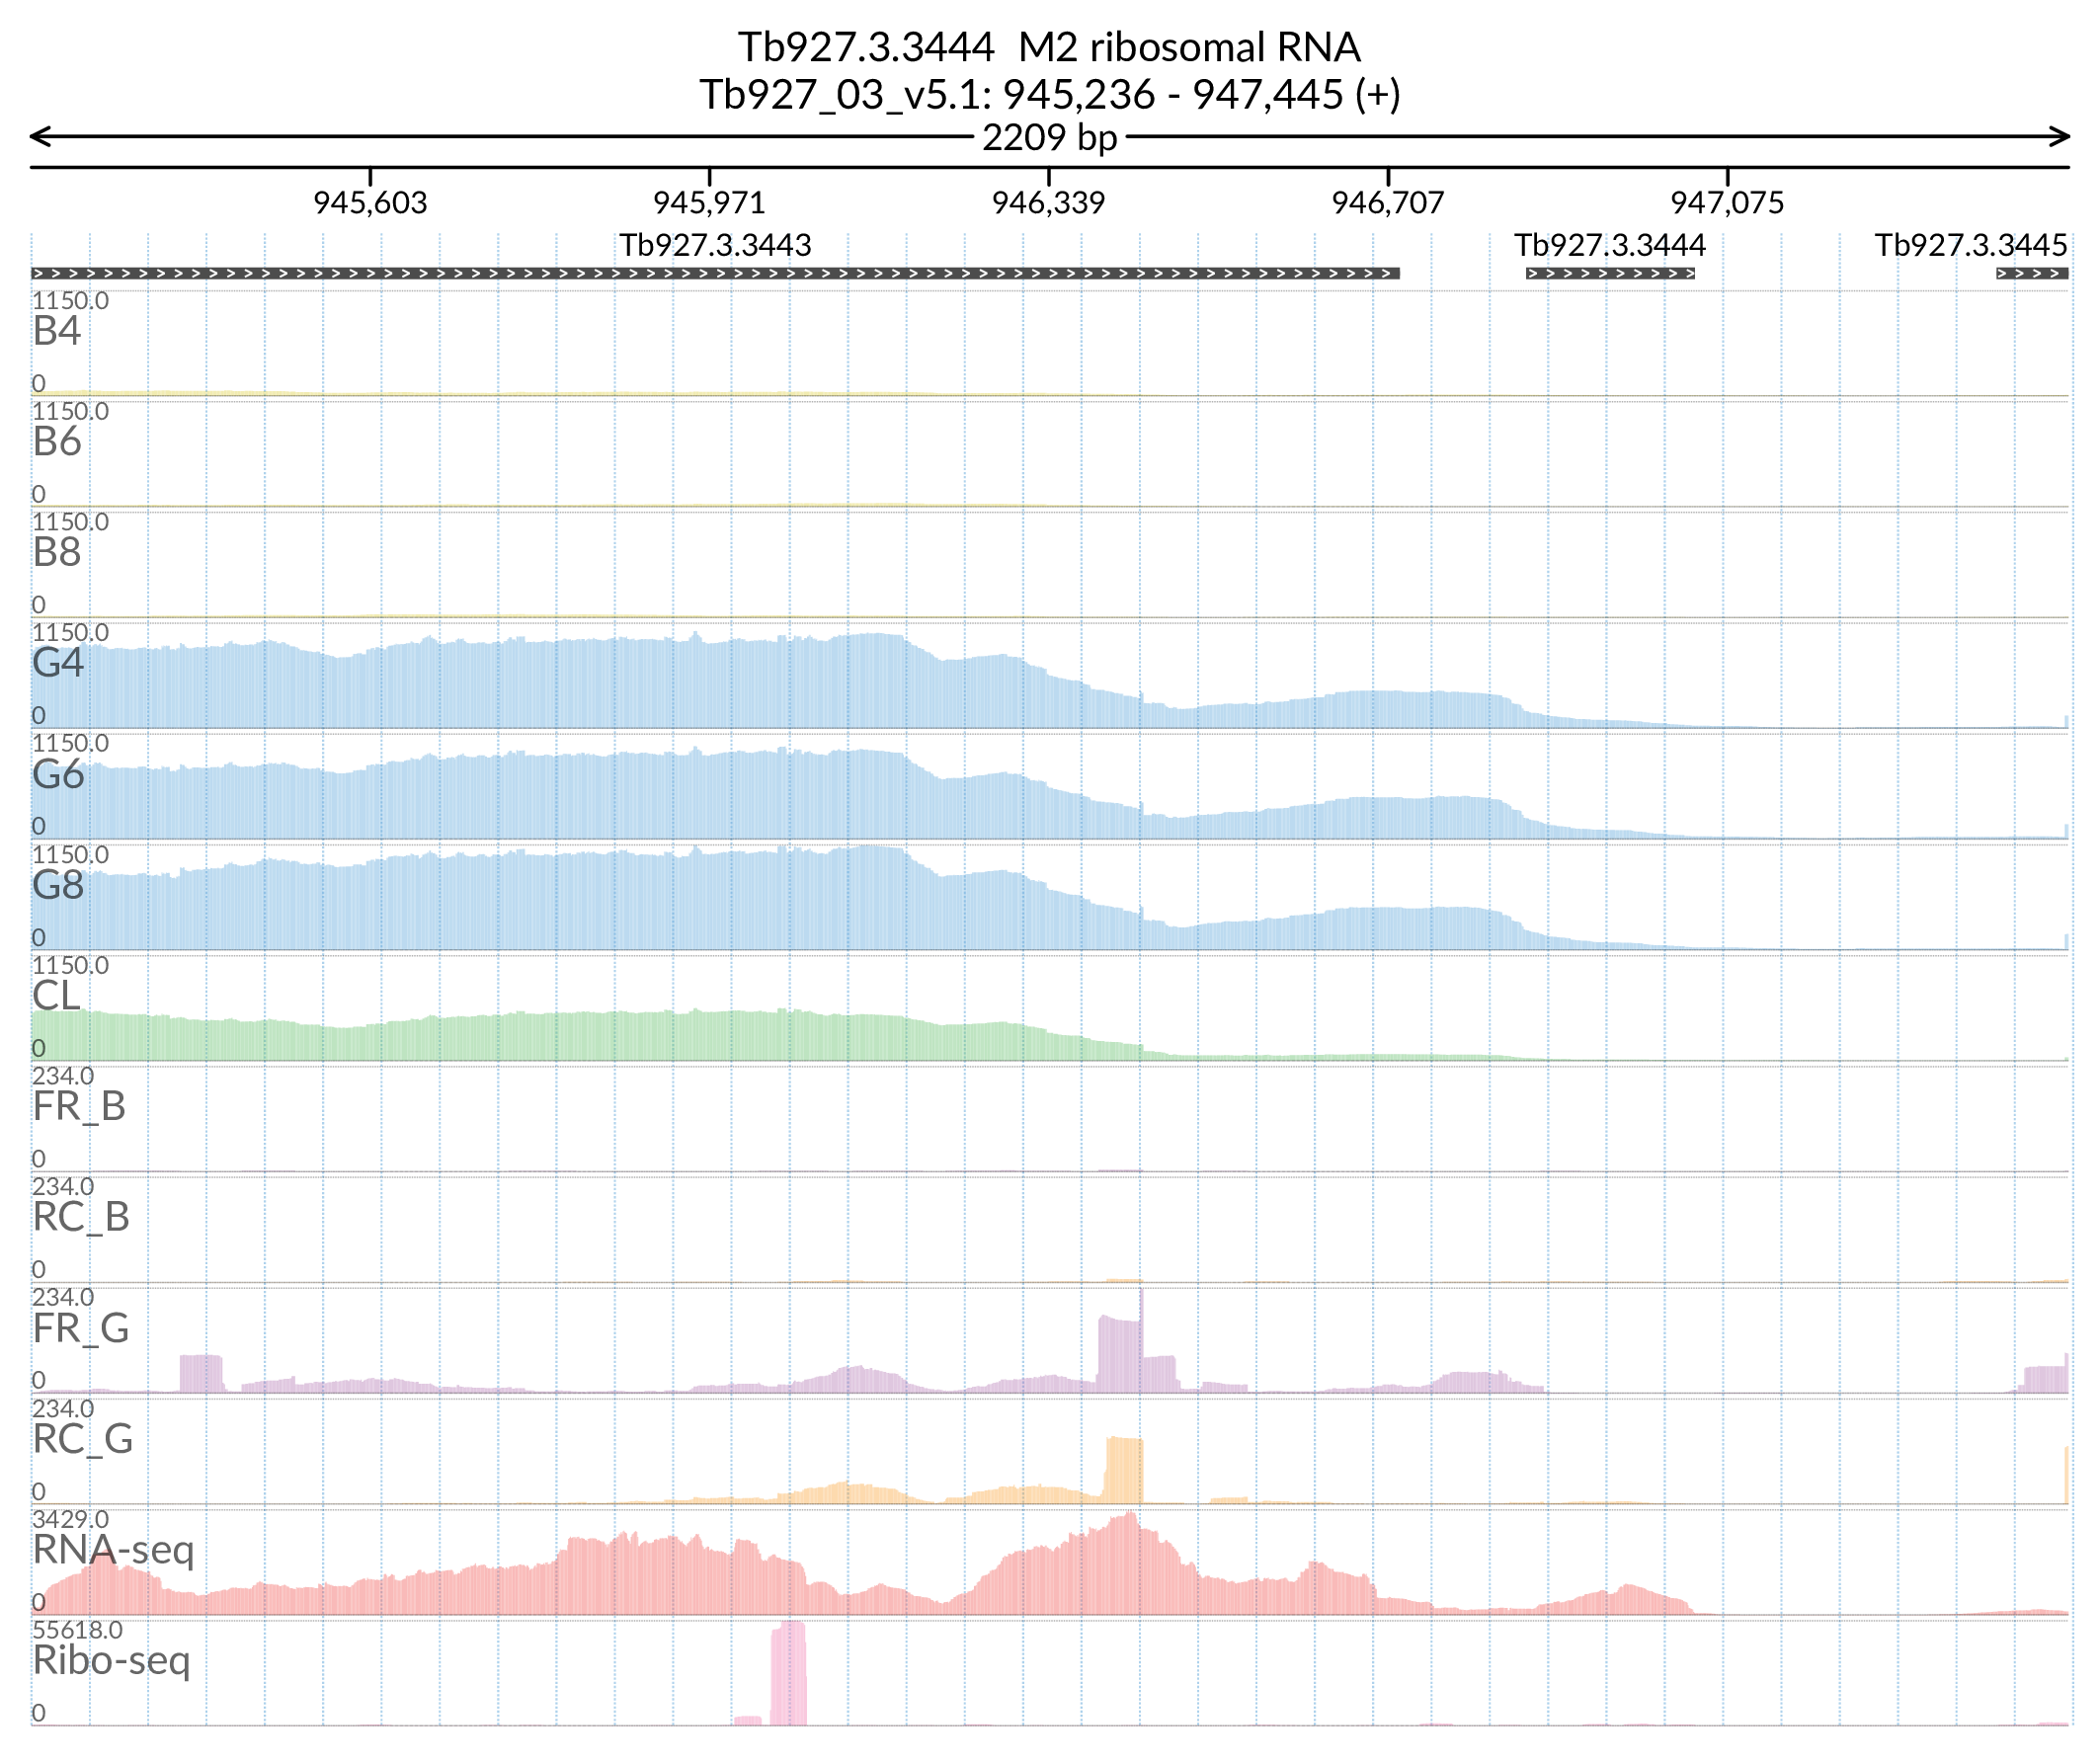 Tb927.3.3444 M2 ribosomal RNA
Tb927_03_v5.1: 945,236 - 947,445 (+)
2209 bp
945,603 945,971 946,339 946,707 947,075
Tb927.3.3443 Tb927.3.3444 Tb927.3.3445
1150.0
B4
0
1150.0
B6
0
1150.0
B8
0
1150.0
G4
0
1150.0
G6
0
1150.0
G8
0
1150.0
CL
0
234.0
FR_B
0
234.0
RC_B
0
234.0
FR_G
0
234.0
RC_G
0
3429.0
RNA-seq
0
55618.0
Ribo-seq
0